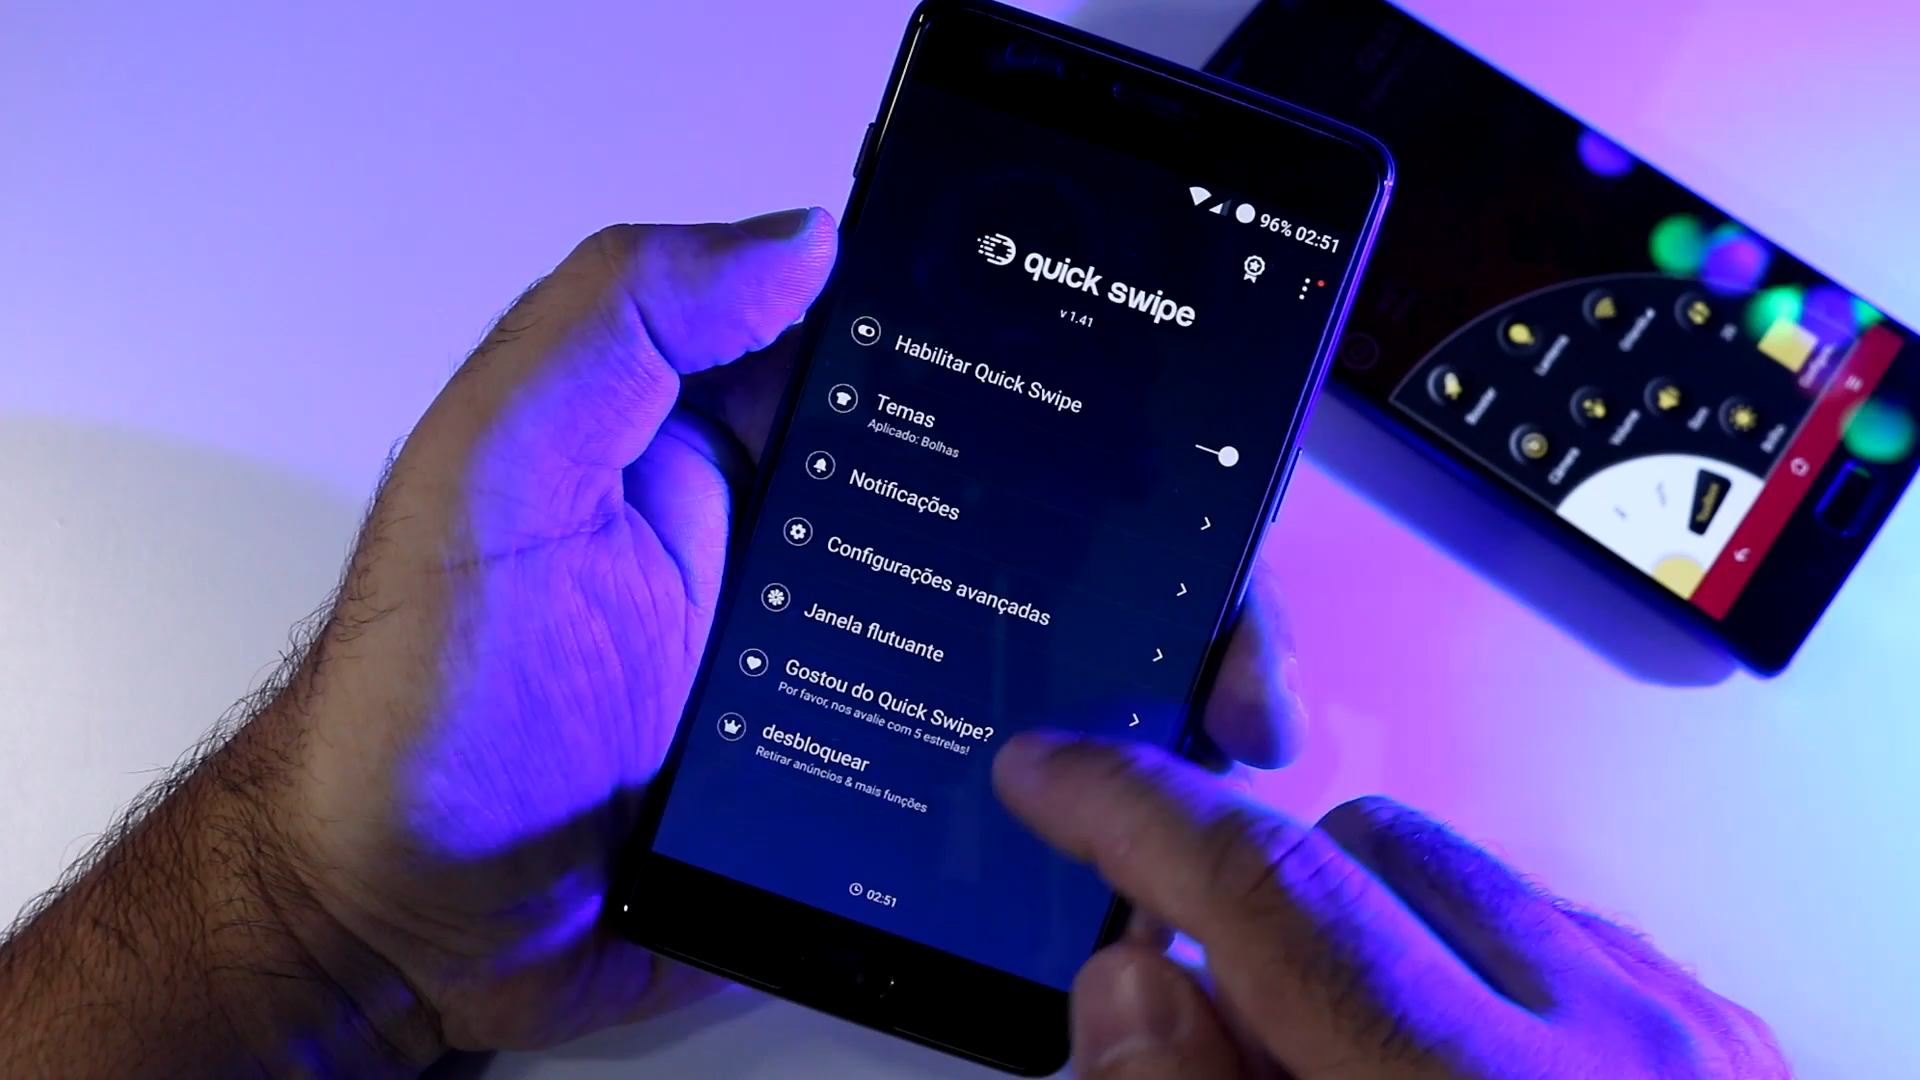 96% 02:51
quick swipe
v 1.41
Habilitar Quick Swipe
Temas
Aplicado: Bolhas
Notificações
Configurações avançadas
Janela flutuante
Gostou do Quick Swipe?
Por favor, nos avalie com 5 estrelas!
desbloquear
Retirar anúncios & mais funções
02:51